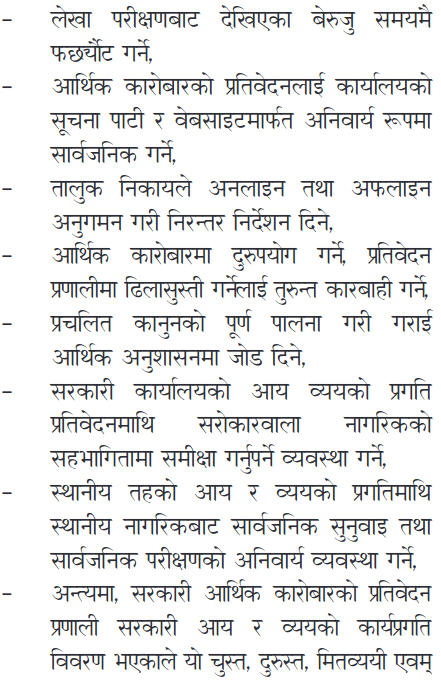 – लेखा परीक्षणबाट देखिएका बेरुजु समयमै
फर्छ्यौट गर्ने,
– आर्थिक कारोबारको प्रतिवेदनलाई कार्यालयको
सूचना पाटी र वेबसाइटमार्फत अनिवार्य रूपमा
सार्वजनिक गर्ने,
– तालुक निकायले अनलाइन तथा अफलाइन
अनुगमन गरी निरन्तर निर्देशन दिने,
– आर्थिक कारोबारमा दुरुपयोग गर्ने, प्रतिवेदन
प्रणालीमा ढिलासुस्ती गर्नेलाई तुरुन्त कारबाही गर्ने,
– प्रचलित कानुनको पूर्ण पालना गरी गराई
आर्थिक अनुशासनमा जोड दिने,
– सरकारी कार्यालयको आय व्ययको प्रगति
प्रतिवेदनमाथि सरोकारवाला नागरिकको
सहभागितामा समीक्षा गर्नुपर्ने व्यवस्था गर्ने,
– स्थानीय तहको आय र व्ययको प्रगतिमाथि
स्थानीय नागरिकबाट सार्वजनिक सुनुवाइ तथा
सार्वजनिक परीक्षणको अनिवार्य व्यवस्था गर्ने,
– अन्त्यमा, सरकारी आर्थिक कारोबारको प्रतिवेदन
प्रणाली सरकारी आय र व्ययको कार्यप्रगति
विवरण भएकाले यो चुस्त, दुरुस्त, मितव्ययी एवम्